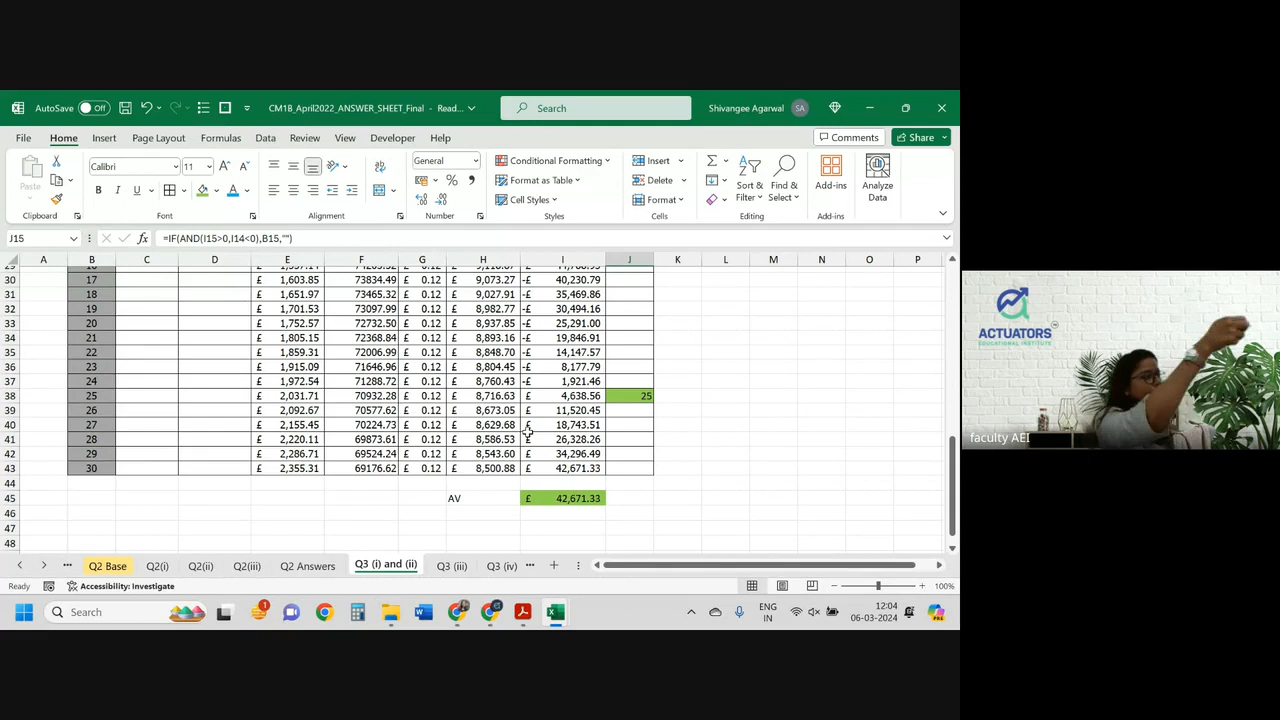 AutoSave Off CM1B_April2022_ANSWER_SHEET_Final - Read... Search Shivangee Agarwal SA
File Home Insert Page Layout Formulas Data Review View Developer Help Comments Share
Calibri 11 General Conditional Formatting Insert
Paste B I U Format as Table Delete Sort & Filter Find & Select Add-ins Analyze Data
Cell Styles Format
Clipboard Font Alignment Number Styles Cells Editing Add-ins
J15 fx =IF(AND(I15>0,I14<0),B15,"")
A B C D E F G H I J K L M N O P
30 17 £ 1,603.85 73834.49 £ 0.12 £ 9,073.27 -£ 40,230.79
31 18 £ 1,651.97 73465.32 £ 0.12 £ 9,027.91 -£ 35,469.86
32 19 £ 1,701.53 73097.99 £ 0.12 £ 8,982.77 -£ 30,494.16
33 20 £ 1,752.57 72732.50 £ 0.12 £ 8,937.85 -£ 25,291.00
34 21 £ 1,805.15 72368.84 £ 0.12 £ 8,893.16 -£ 19,846.91
35 22 £ 1,859.31 72006.99 £ 0.12 £ 8,848.70 -£ 14,147.57
36 23 £ 1,915.09 71646.96 £ 0.12 £ 8,804.45 -£ 8,177.79
37 24 £ 1,972.54 71288.72 £ 0.12 £ 8,760.43 -£ 1,921.46
38 25 £ 2,031.71 70932.28 £ 0.12 £ 8,716.63 £ 4,638.56 25
39 26 £ 2,092.67 70577.62 £ 0.12 £ 8,673.05 £ 11,520.45
40 27 £ 2,155.45 70224.73 £ 0.12 £ 8,629.68 £ 18,743.51
41 28 £ 2,220.11 69873.61 £ 0.12 £ 8,586.53 £ 26,328.26
42 29 £ 2,286.71 69524.24 £ 0.12 £ 8,543.60 £ 34,296.49
43 30 £ 2,355.31 69176.62 £ 0.12 £ 8,500.88 £ 42,671.33
44
45 AV £ 42,671.33
46
47
48
Q2 Base Q2(i) Q2(ii) Q2(iii) Q2 Answers Q3 (i) and (ii) Q3 (iii) Q3 (iv)
Ready Accessibility: Investigate 100%
Search ENG IN 12:04 06-03-2024
ACTUATORS
EDUCATIONAL INSTITUTE
faculty AEI